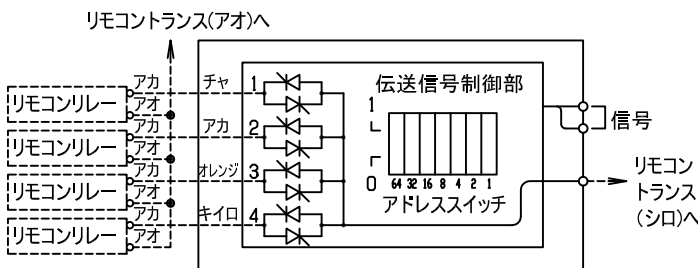 リモコントランス(アオ)へ
リモコンリレー
アカ
アオ
チャ
1
リモコンリレー
アカ
アオ
アカ
2
リモコンリレー
アカ
アオ
オレンジ
3
リモコンリレー
アカ
アオ
キイロ
4
伝送信号制御部
1
0
64 32 16 8 4 2 1
アドレススイッチ
信号
リモコン
トランス
(シロ)へ